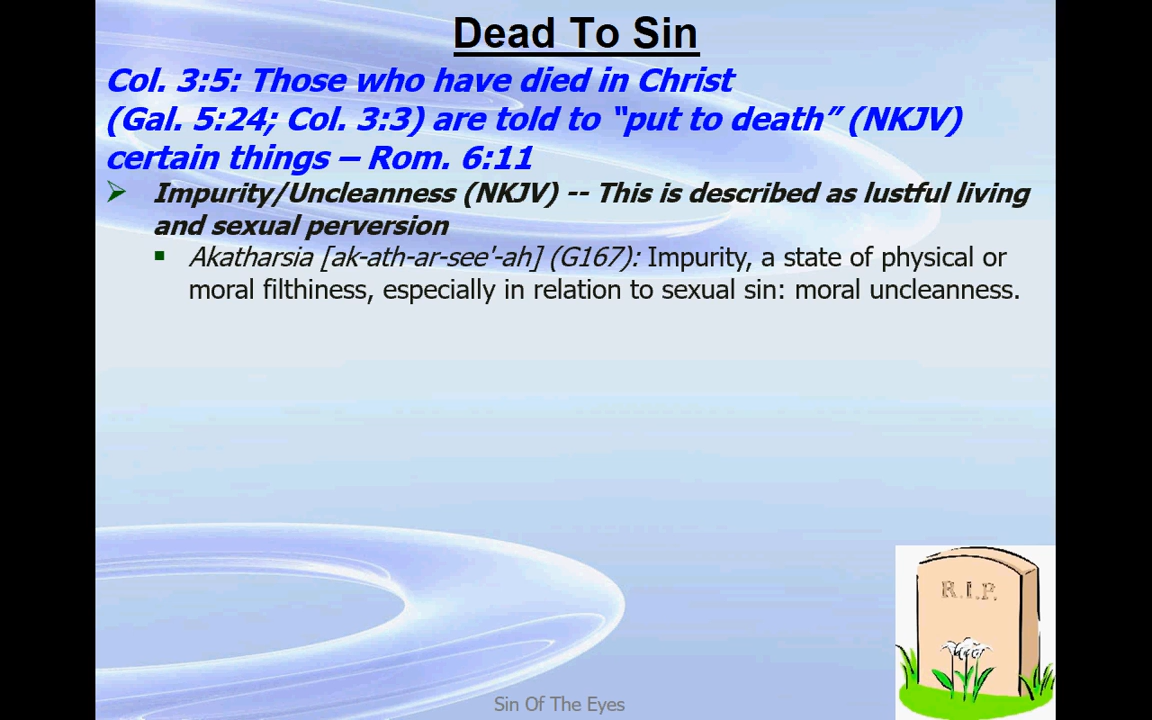 Dead To Sin
Col. 3:5: Those who have died in Christ
(Gal. 5:24; Col. 3:3) are told to “put to death” (NKJV)
certain things – Rom. 6:11
Impurity/Uncleanness (NKJV) -- This is described as lustful living
and sexual perversion
Akatharsia [ak-ath-ar-see'-ah] (G167): Impurity, a state of physical or
moral filthiness, especially in relation to sexual sin: moral uncleanness.
R.I.P.
Sin Of The Eyes